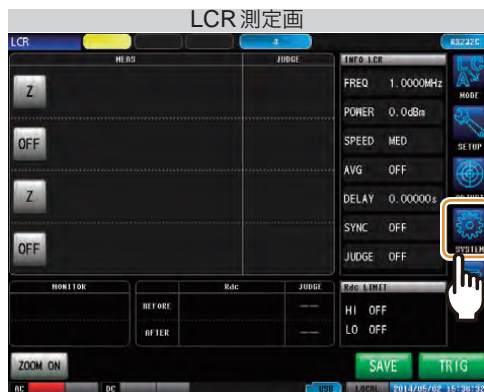 LCR 測定画
LCR 4 RS232C
MEAS JUDGE INFO LCR
Z FREQ 1.0000MHz MODE
POWER 0.0dBm
OFF SPEED MED SETUP
AVG OFF
Z DELAY 0.00000s
SYNC OFF
OFF JUDGE OFF SYSTEM
MONITOR Rdc JUDGE Rdc LIMIT
BEFORE ---- HI OFF
AFTER ---- LO OFF
ZOOM ON SAVE TRIG
AC DC USB LOCAL 2014/05/02 15:38:32